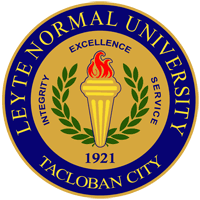 LEYTE NORMAL UNIVERSITY
INTEGRITY
EXCELLENCE
SERVICE
1921
TACLOBAN CITY